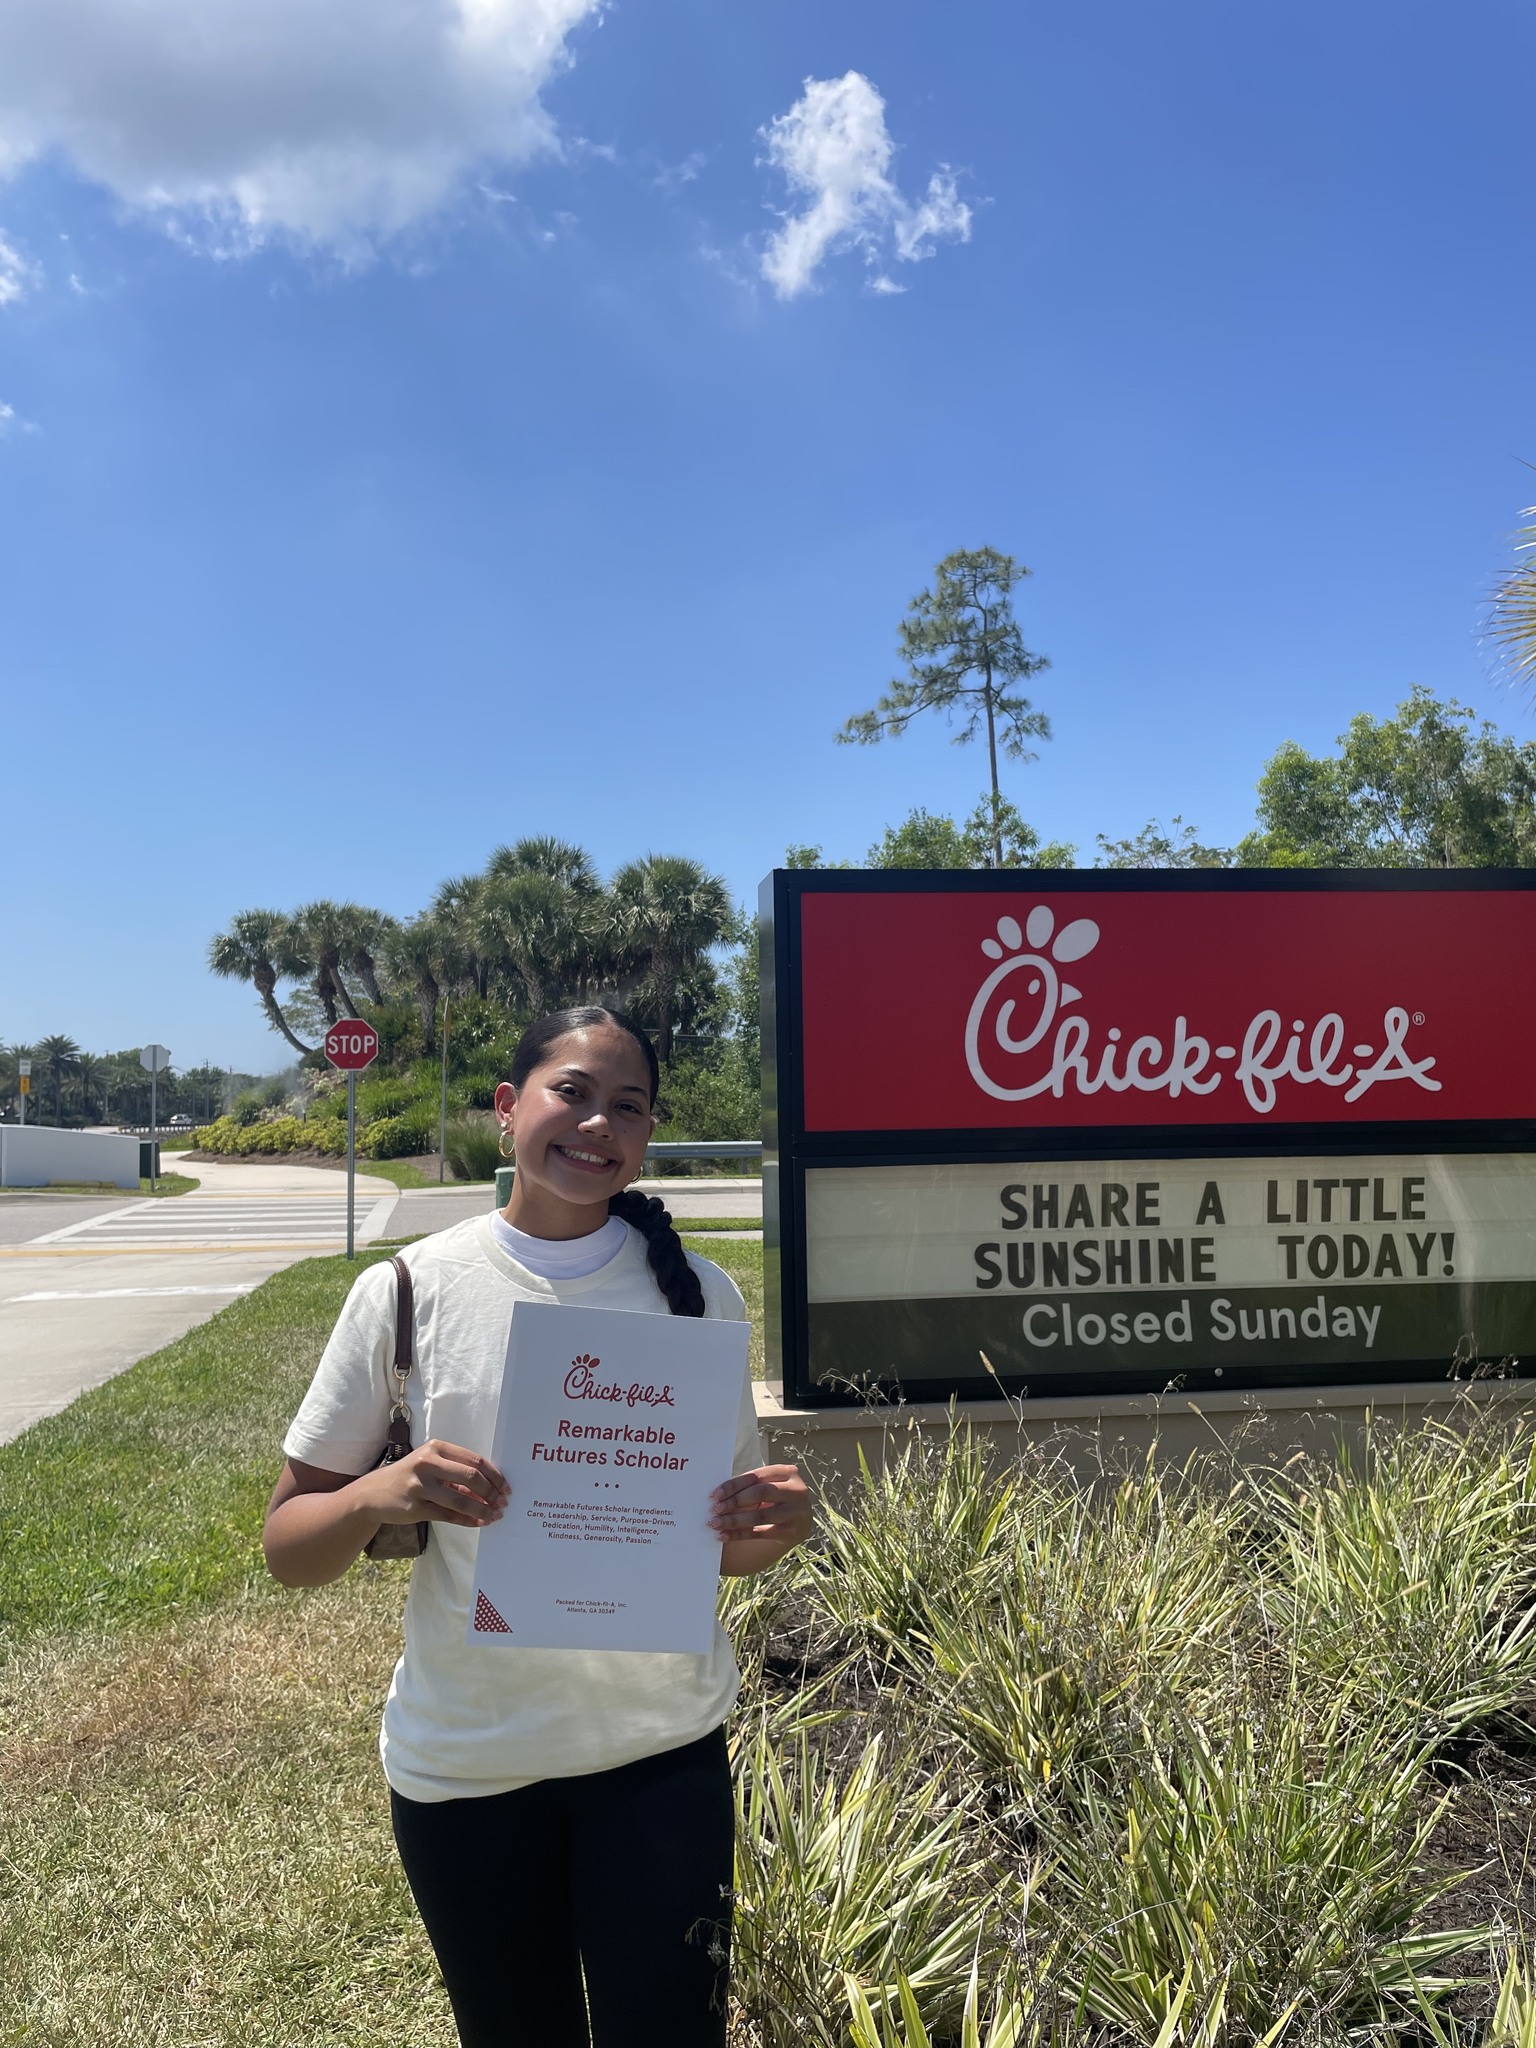 STOP
Chick-fil-A®
SHARE A LITTLE
SUNSHINE TODAY!
Closed Sunday
Chick-fil-A
Remarkable
Futures Scholar
• • •
Remarkable Futures Scholar Ingredients:
Care, Leadership, Service, Purpose-Driven,
Dedication, Humility, Intelligence,
Kindness, Generosity, Passion
Packed for Chick-fil-A, Inc.
Atlanta, GA 30349